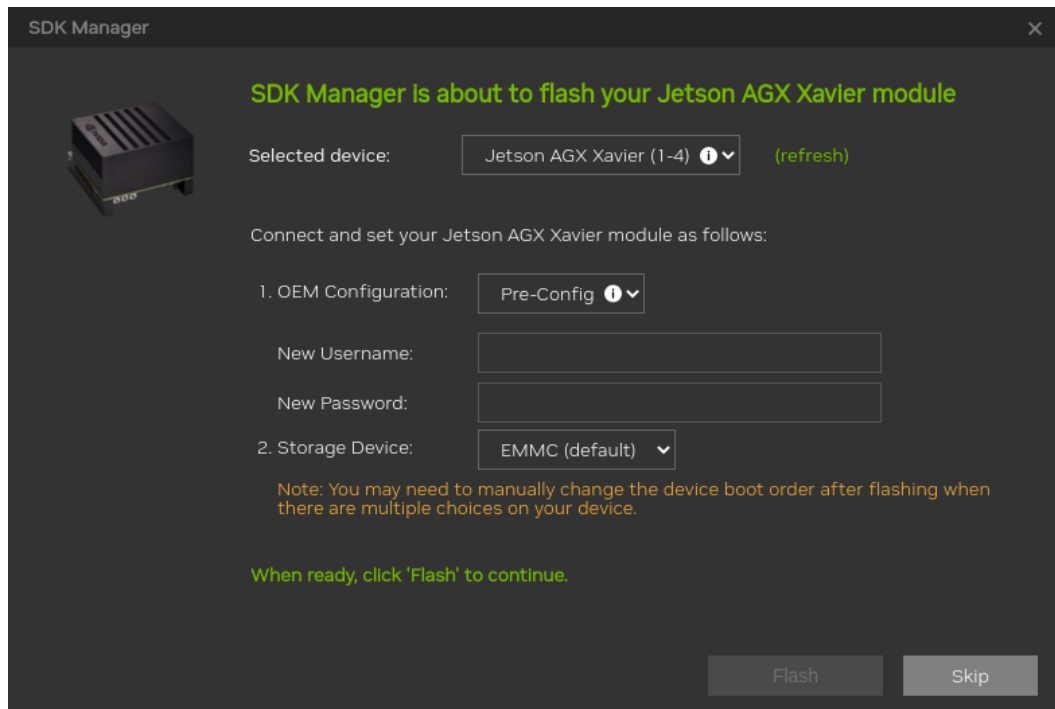 SDK Manager
SDK Manager is about to flash your Jetson AGX Xavier module
Selected device: Jetson AGX Xavier (1-4) (refresh)
Connect and set your Jetson AGX Xavier module as follows:
1. OEM Configuration: Pre-Config
New Username:
New Password:
2. Storage Device: EMMC (default)
Note: You may need to manually change the device boot order after flashing when
there are multiple choices on your device.
When ready, click 'Flash' to continue.
Flash Skip